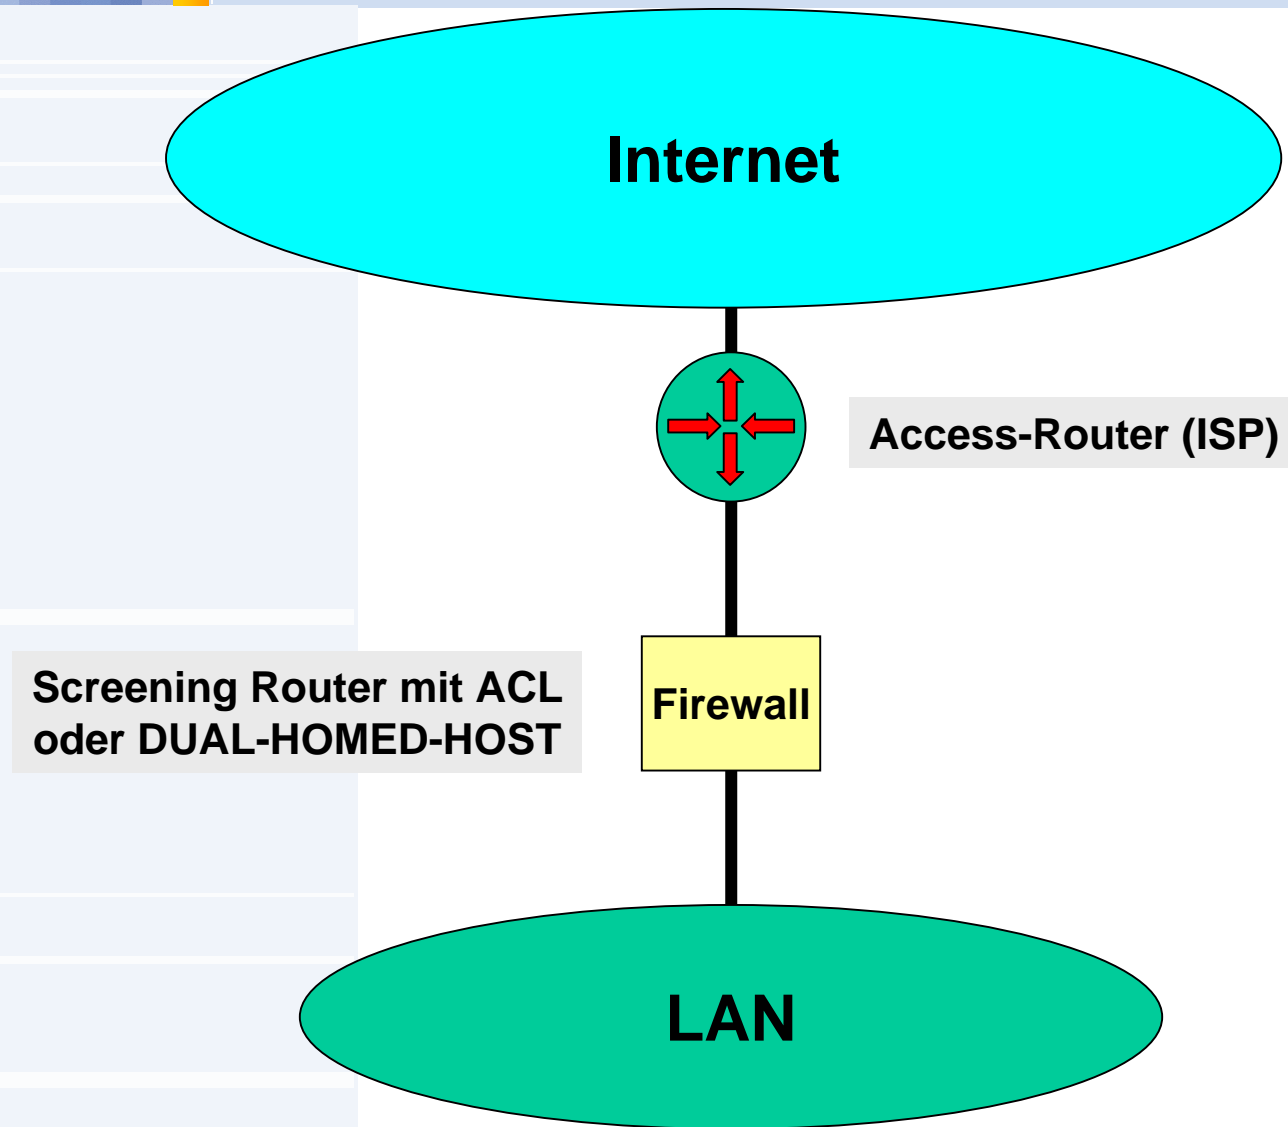 Internet
Access-Router (ISP)
Screening Router mit ACL
oder DUAL-HOMED-HOST
Firewall
LAN